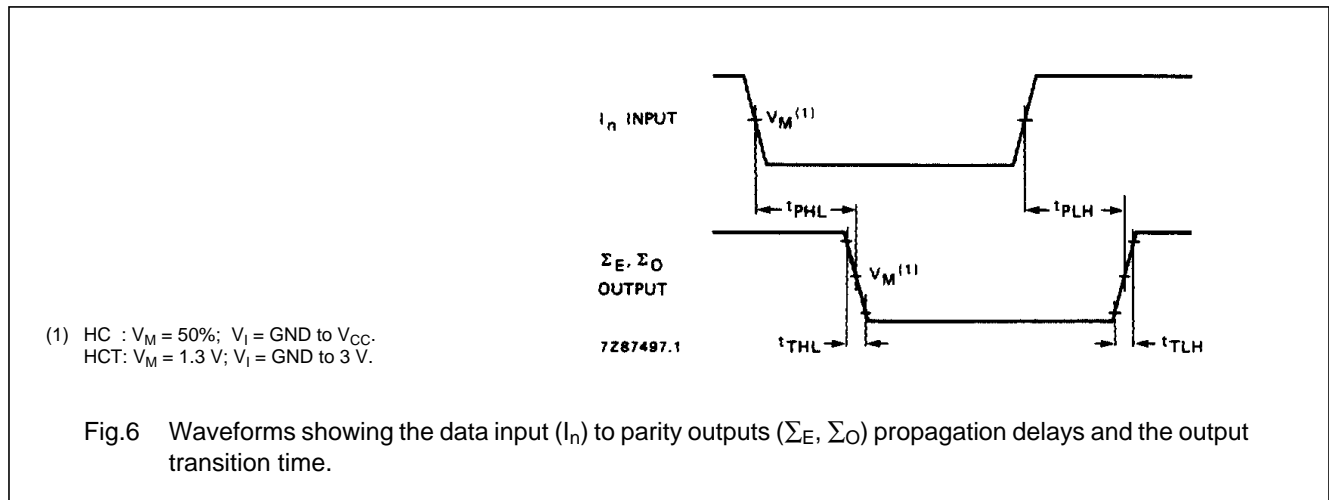 Iₙ INPUT
V_M⁽¹⁾
t_PHL
t_PLH
Σ_E, Σ_O
OUTPUT
V_M⁽¹⁾
7Z87497.1
t_THL
t_TLH
(1) HC : V_M = 50%; V_I = GND to V_CC.
HCT: V_M = 1.3 V; V_I = GND to 3 V.
Fig.6 Waveforms showing the data input (Iₙ) to parity outputs (Σ_E, Σ_O) propagation delays and the output
transition time.